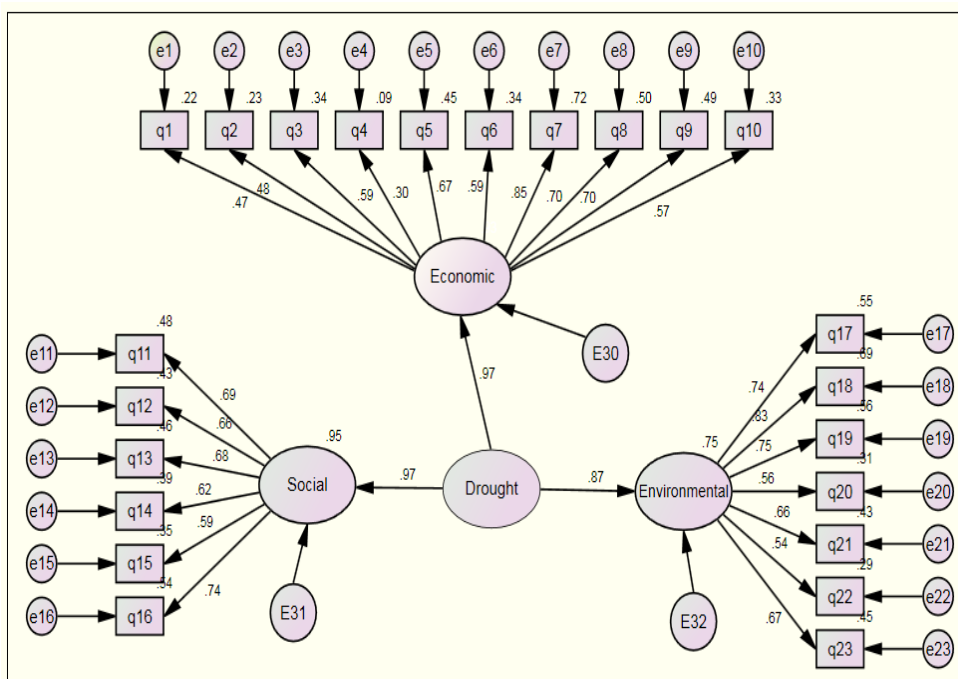 e1 e2 e3 e4 e5 e6 e7 e8 e9 e10
.22 .23 .34 .09 .45 .34 .72 .50 .49 .33
q1 q2 q3 q4 q5 q6 q7 q8 q9 q10
.47 .48 .59 .30 .67 .59 .85 .70 .70 .57
Economic
E30
.97
.48
e11 q11
.69
.43
e12 q12
.66
.46
e13 q13
.68
.39
e14 q14
.62
.35
e15 q15
.59
.54
e16 q16
.74
.95
Social
E31
.97
Drought
.87
.75
Environmental
E32
.55
q17 e17
.74
.69
q18 e18
.83
.56
q19 e19
.75
.31
q20 e20
.56
.43
q21 e21
.66
.29
q22 e22
.54
.45
q23 e23
.67